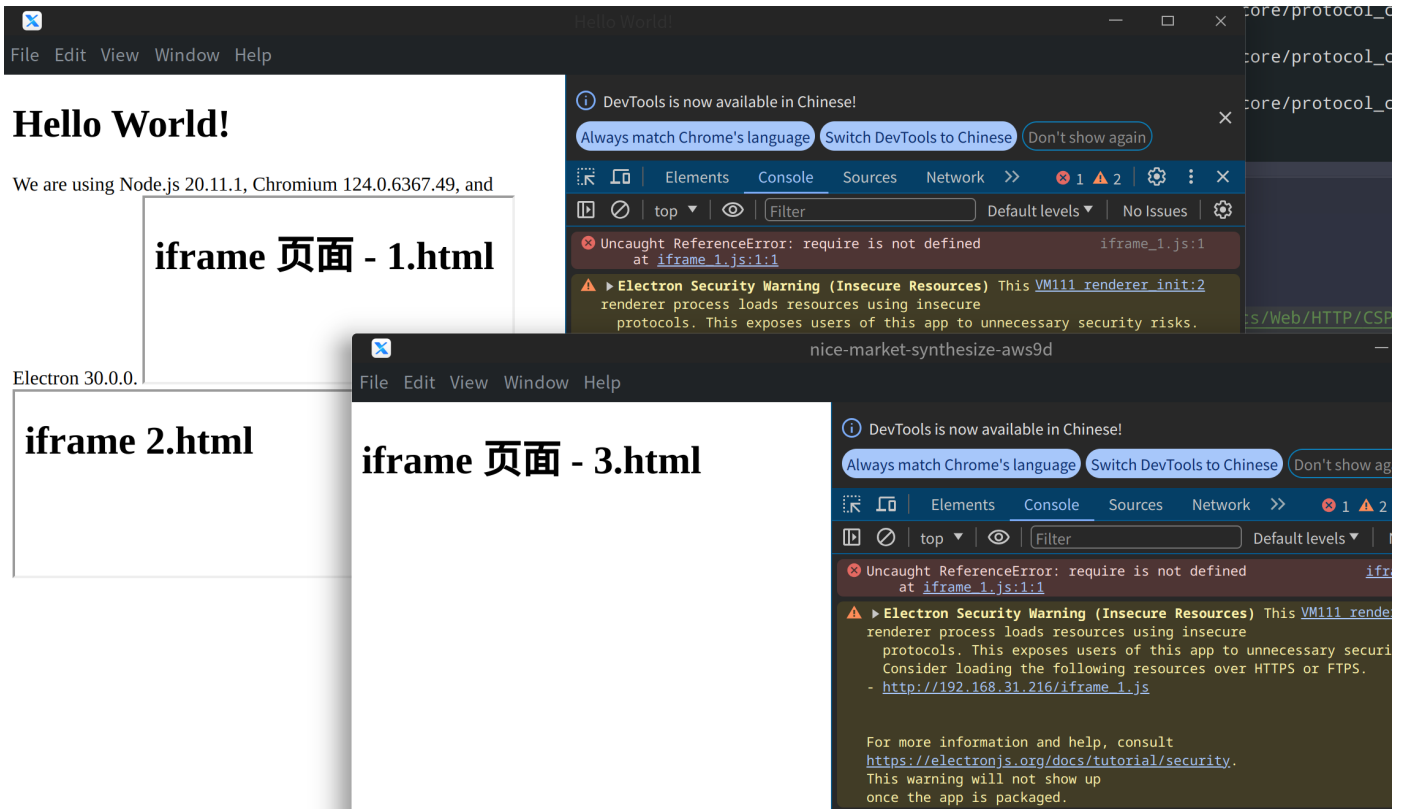 Hello World!
File Edit View Window Help
Hello World!
We are using Node.js 20.11.1, Chromium 124.0.6367.49, and
iframe 页面 - 1.html
Electron 30.0.0.
iframe 2.html
DevTools is now available in Chinese!
Always match Chrome's language Switch DevTools to Chinese Don't show again
Elements Console Sources Network 1 2
top Filter Default levels No Issues
Uncaught ReferenceError: require is not defined iframe_1.js:1
at iframe_1.js:1:1
Electron Security Warning (Insecure Resources) This VM111 renderer_init:2
renderer process loads resources using insecure
protocols. This exposes users of this app to unnecessary security risks.
core/protocol_c
core/protocol_c
core/protocol_c
cs/Web/HTTP/CSP
nice-market-synthesize-aws9d
File Edit View Window Help
iframe 页面 - 3.html
DevTools is now available in Chinese!
Always match Chrome's language Switch DevTools to Chinese Don't show ag
Elements Console Sources Network 1 2
top Filter Default levels
Uncaught ReferenceError: require is not defined ifra
at iframe_1.js:1:1
Electron Security Warning (Insecure Resources) This VM111 rende
renderer process loads resources using insecure
protocols. This exposes users of this app to unnecessary securi
Consider loading the following resources over HTTPS or FTPS.
- http://192.168.31.216/iframe_1.js
For more information and help, consult
https://electronjs.org/docs/tutorial/security.
This warning will not show up
once the app is packaged.